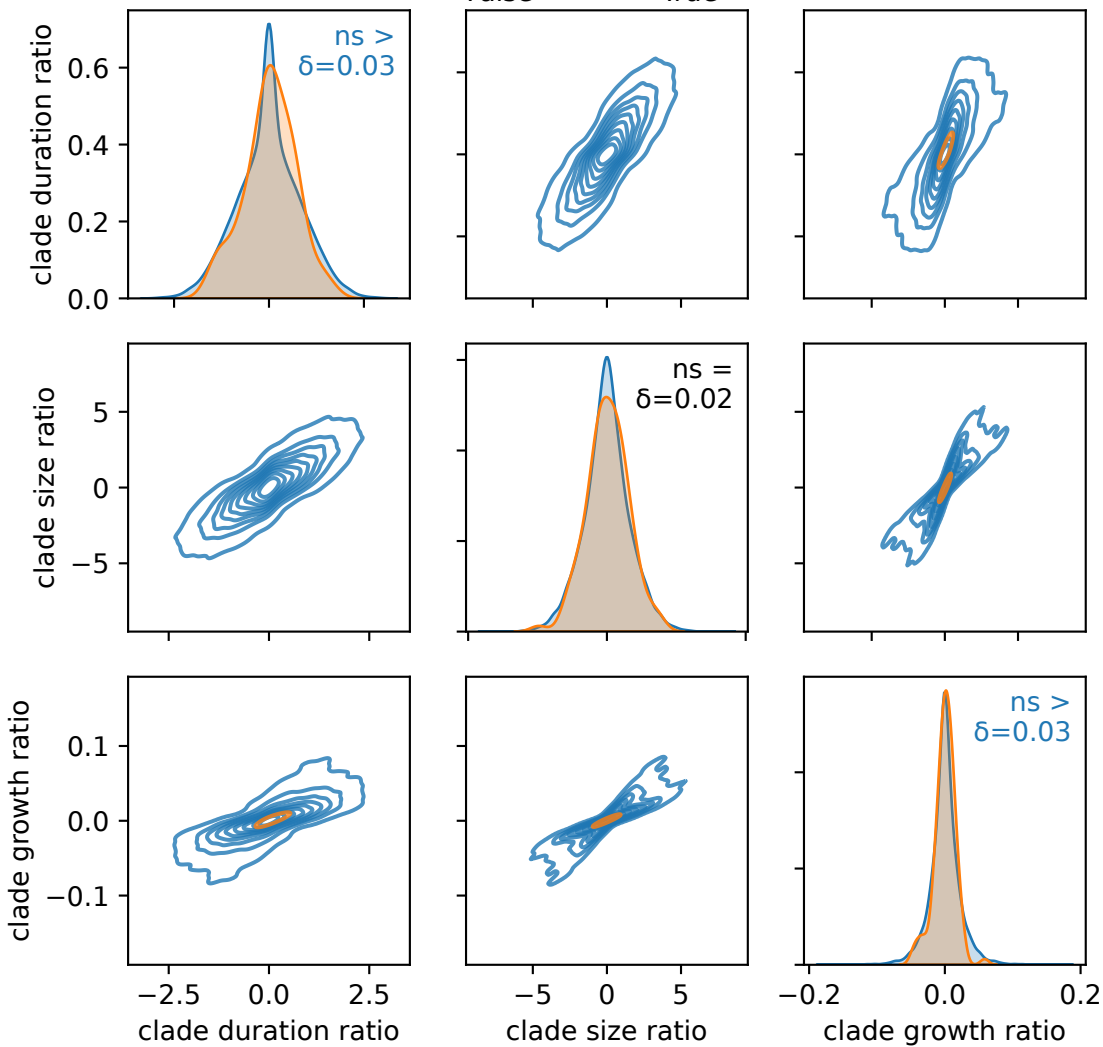 clade duration ratio
0.6
0.4
0.2
0.0
ns >
δ=0.03
−5
0
5
clade size ratio
5
0
−5
ns =
δ=0.02
clade growth ratio
0.1
0.0
−0.1
ns >
δ=0.03
−2.5
0.0
2.5
clade duration ratio
−5
0
5
clade size ratio
−0.2
0.0
0.2
clade growth ratio